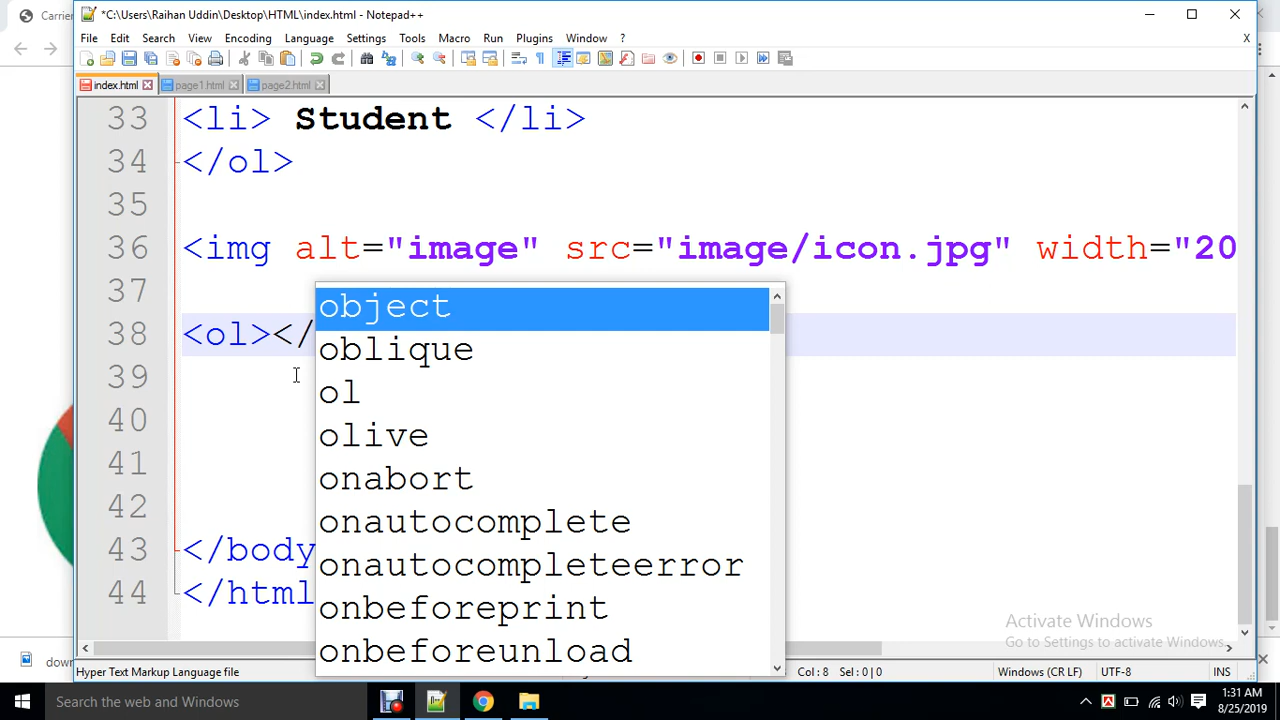 Carrier
*C:\Users\Raihan Uddin\Desktop\HTML\index.html - Notepad++
File Edit Search View Encoding Language Settings Tools Macro Run Plugins Window ? X
index.html page1.html page2.html
33 <li> Student </li>
34 </ol>
35
36 <img alt="image" src="image/icon.jpg" width="20
37
38 <ol></
39
40
41
42
43 </body
44 </html
object
oblique
ol
olive
onabort
onautocomplete
onautocompleteerror
onbeforeprint
onbeforeunload
Activate Windows
Go to Settings to activate Windows.
dow
Hyper Text Markup Language file Col : 8 Sel : 0 | 0 Windows (CR LF) UTF-8 INS
Search the web and Windows
1:31 AM
8/25/2019